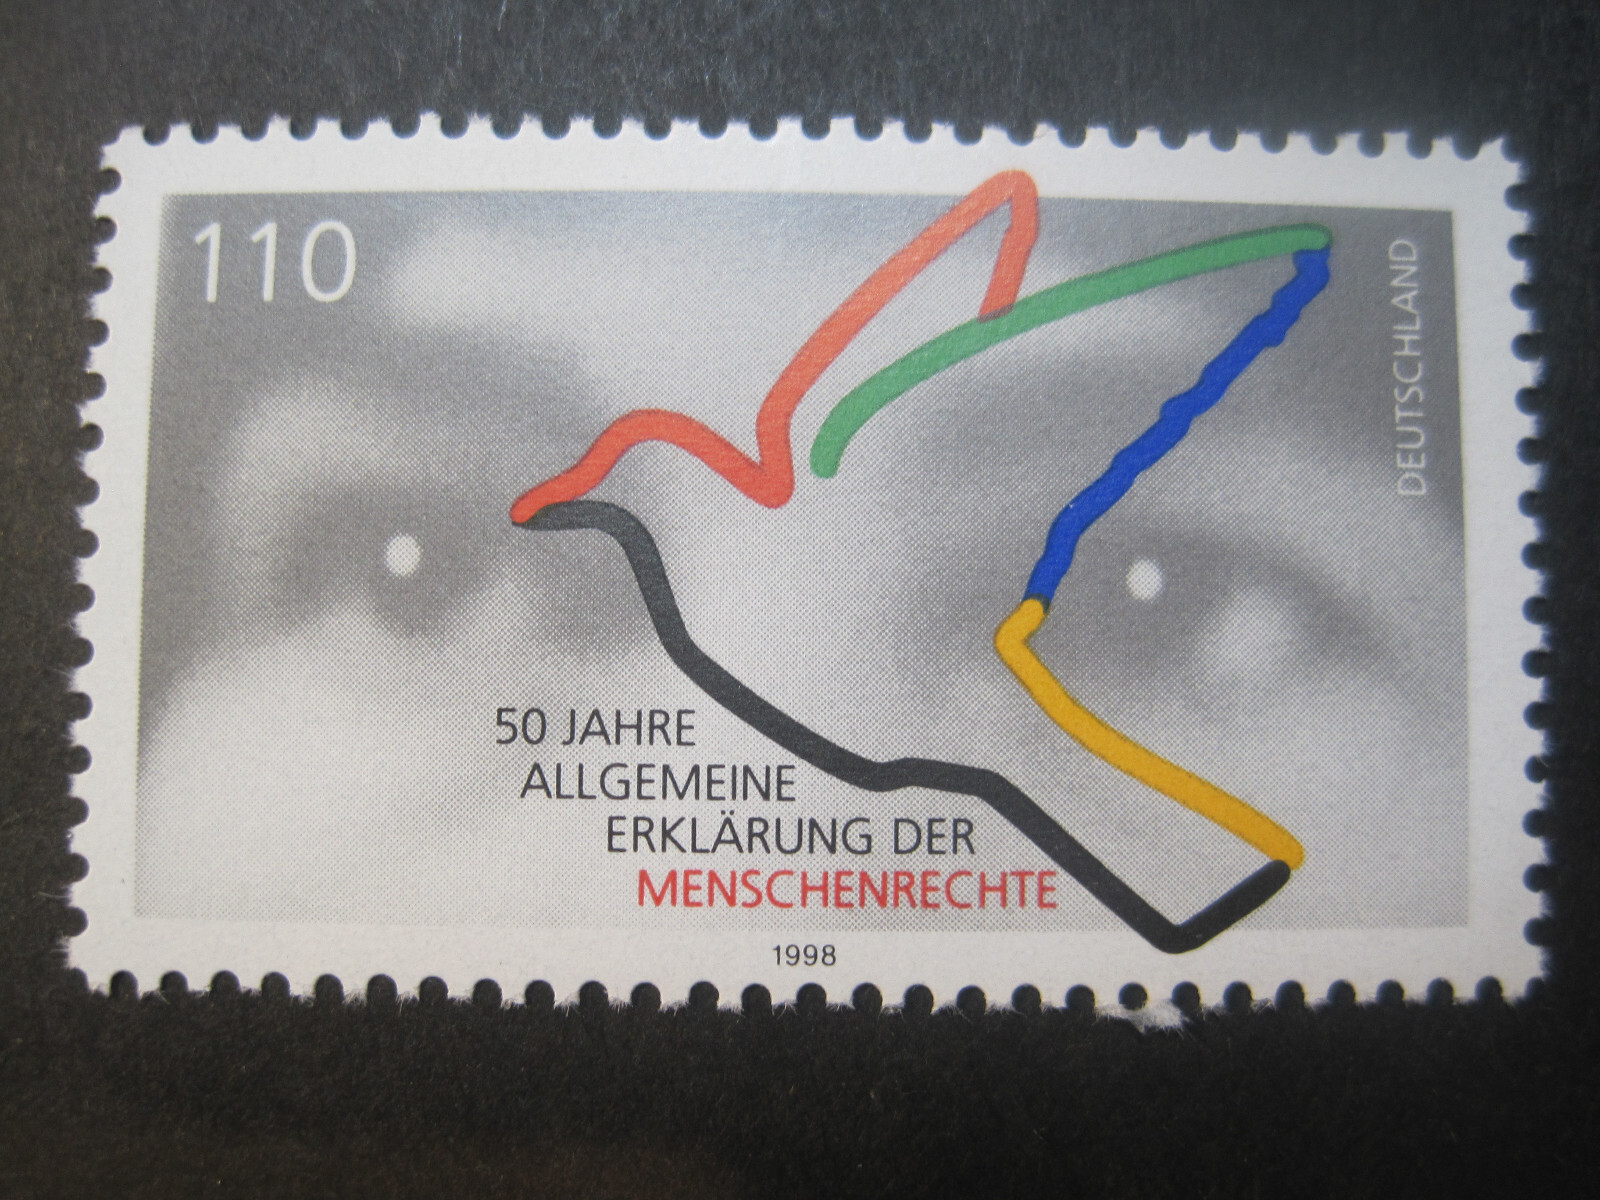 110
DEUTSCHLAND
50 JAHRE
ALLGEMEINE
ERKLÄRUNG DER
MENSCHENRECHTE
1998